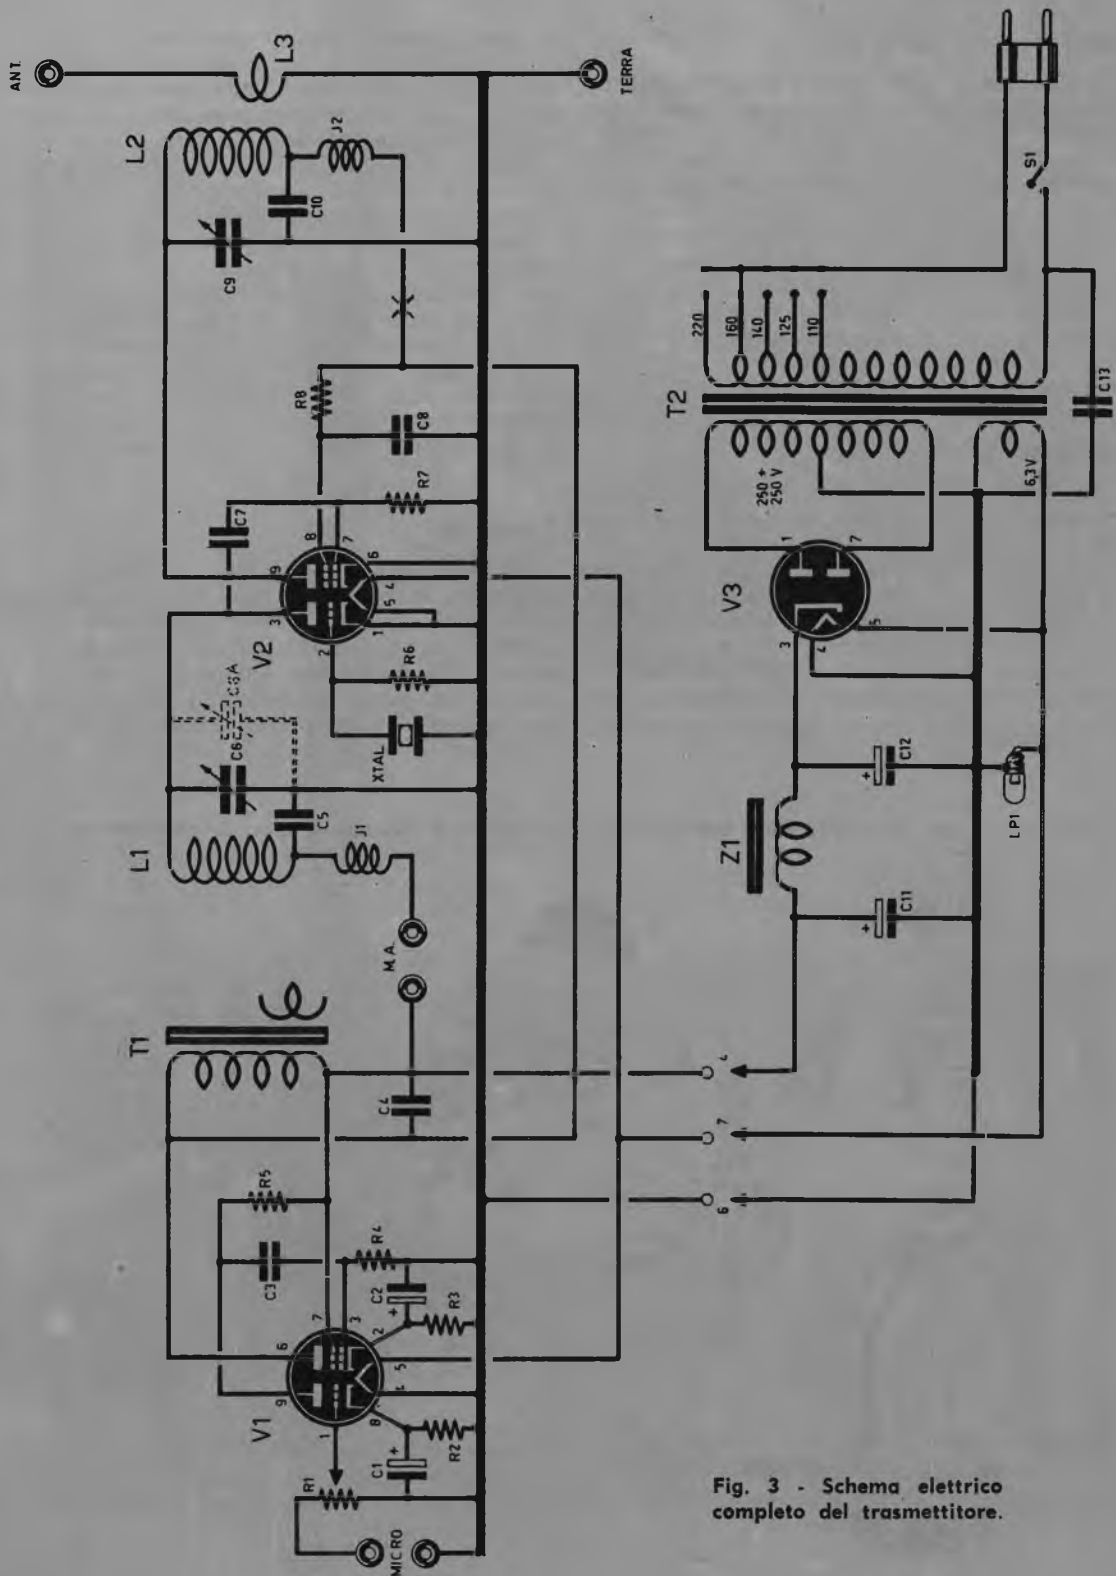 ANT.
L3
TERRA
L2
J2
C10
C9
S1
220
160
140
125
110
R8
C8
T2
C13
C7
R7
250 +
250 V
6,3V
8
7
9
6
4
3
5
1
2
V2
1
7
V3
3
4
5
C6A
C6
R6
XTAL
C12
+
LP1
L1
C5
J1
Z1
M.A.
C11
+
T1
C4
4
7
6
R5
C3
R4
C2
+
R3
6
7
3
2
9
5
4
8
1
V1
R1
C1
+
R2
MICRO
Fig. 3 - Schema elettrico
completo del trasmettitore.